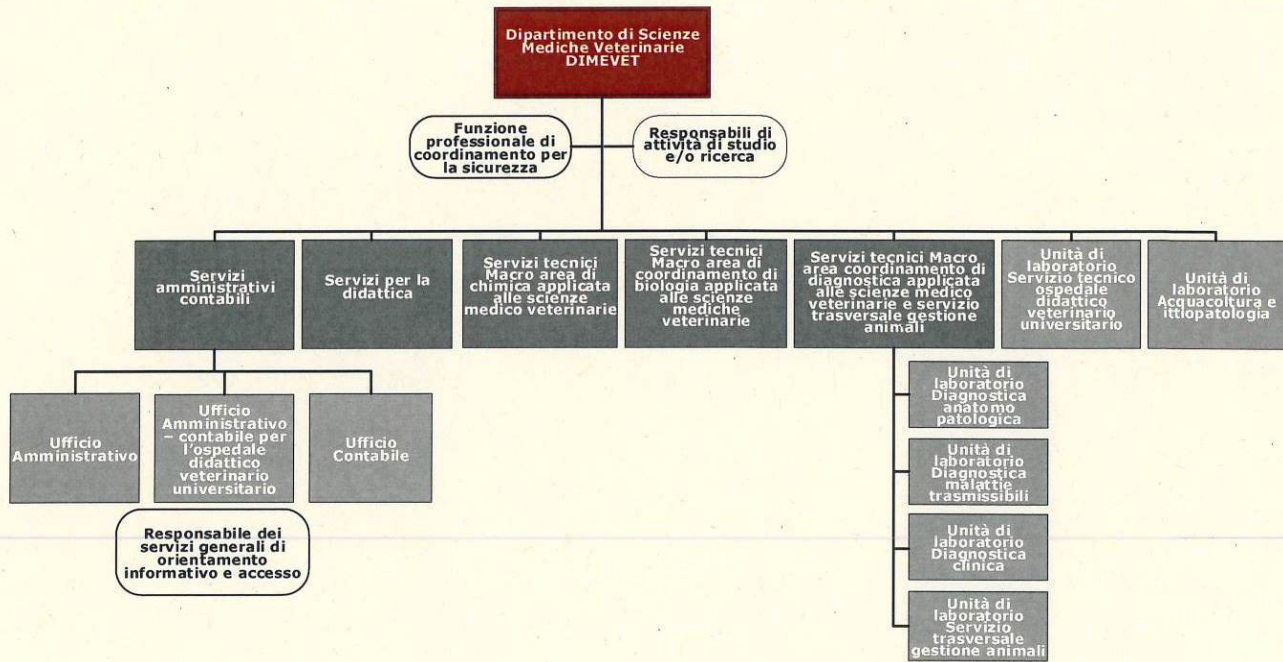 Dipartimento di Scienze
Mediche Veterinarie
DIMEVET
Funzione
professionale di
coordinamento per
la sicurezza
Responsabili di
attività di studio
e/o ricerca
Servizi
amministrativi
contabili
Servizi per la
didattica
Servizi tecnici
Macro area di
chimica applicata
alle scienze
medico veterinarie
Servizi tecnici
Macro area di
coordinamento di
biologia applicata
alle scienze
mediche
veterinarie
Servizi tecnici Macro
area coordinamento di
diagnostica applicata
alle scienze medico
veterinarie e servizio
trasversale gestione
animali
Unità di
laboratorio
Servizio tecnico
ospedale
didattico
veterinario
universitario
Unità di
laboratorio
Acquacoltura e
ittiopatologia
Ufficio
Amministrativo
Ufficio
Amministrativo
– contabile per
l'ospedale
didattico
veterinario
universitario
Ufficio
Contabile
Responsabile dei
servizi generali di
orientamento
informativo e accesso
Unità di
laboratorio
Diagnostica
anatomo
patologica
Unità di
laboratorio
Diagnostica
malattie
trasmissibili
Unità di
laboratorio
Diagnostica
clinica
Unità di
laboratorio
Servizio
trasversale
gestione animali